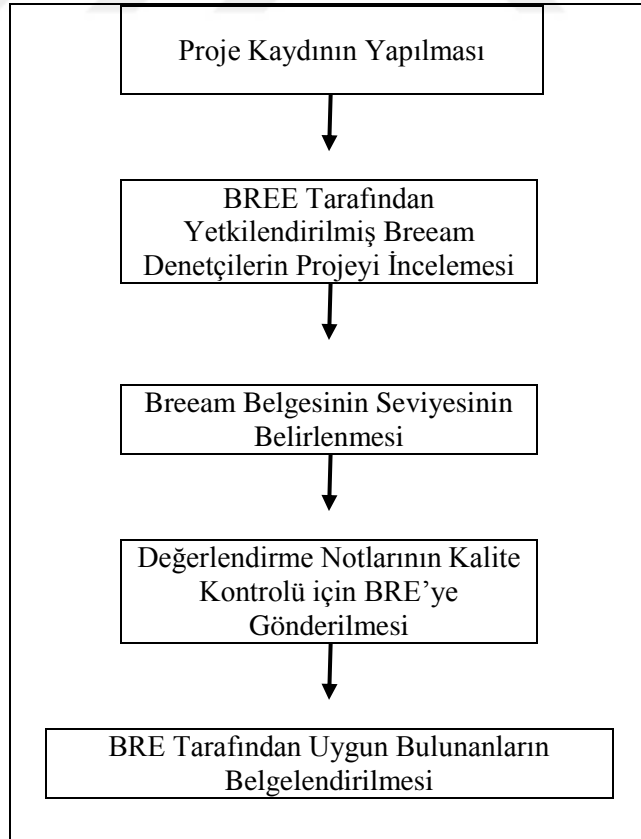 Proje Kaydının Yapılması
BREE Tarafından
Yetkilendirilmiş Breeam
Denetçilerin Projeyi İncelemesi
Breeam Belgesinin Seviyesinin
Belirlenmesi
Değerlendirme Notlarının Kalite
Kontrolü için BRE’ye
Gönderilmesi
BRE Tarafından Uygun Bulunanların
Belgelendirilmesi